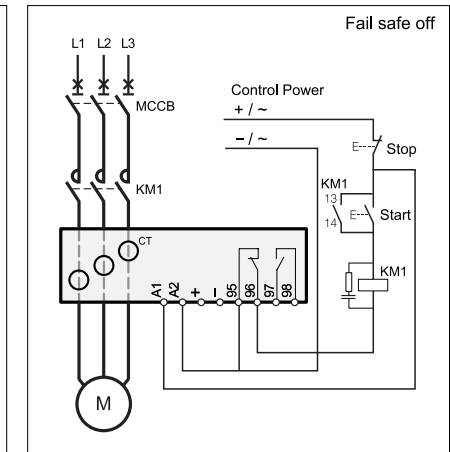 Fail safe off
L1 L2 L3
Control Power
MCCB
+ / ~
− / ~
E
Stop
KM1
KM1
13
14
E
Start
CT
KM1
A1 A2 + − 95 96 97 98
M